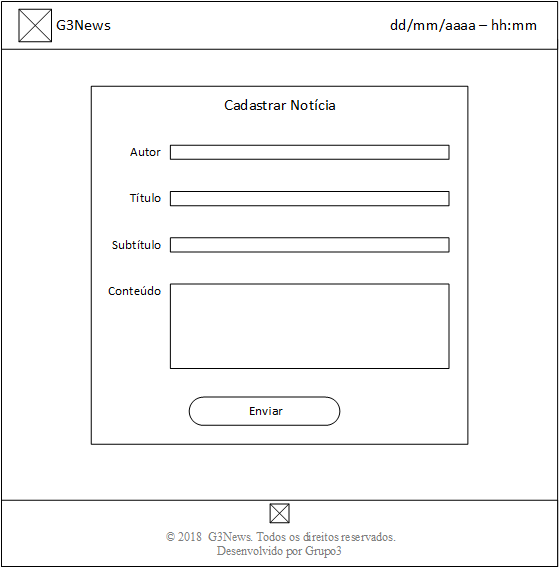 G3News
dd/mm/aaaa – hh:mm
Cadastrar Notícia
Autor
Título
Subtítulo
Conteúdo
Enviar
© 2018 G3News. Todos os direitos reservados.
Desenvolvido por Grupo3